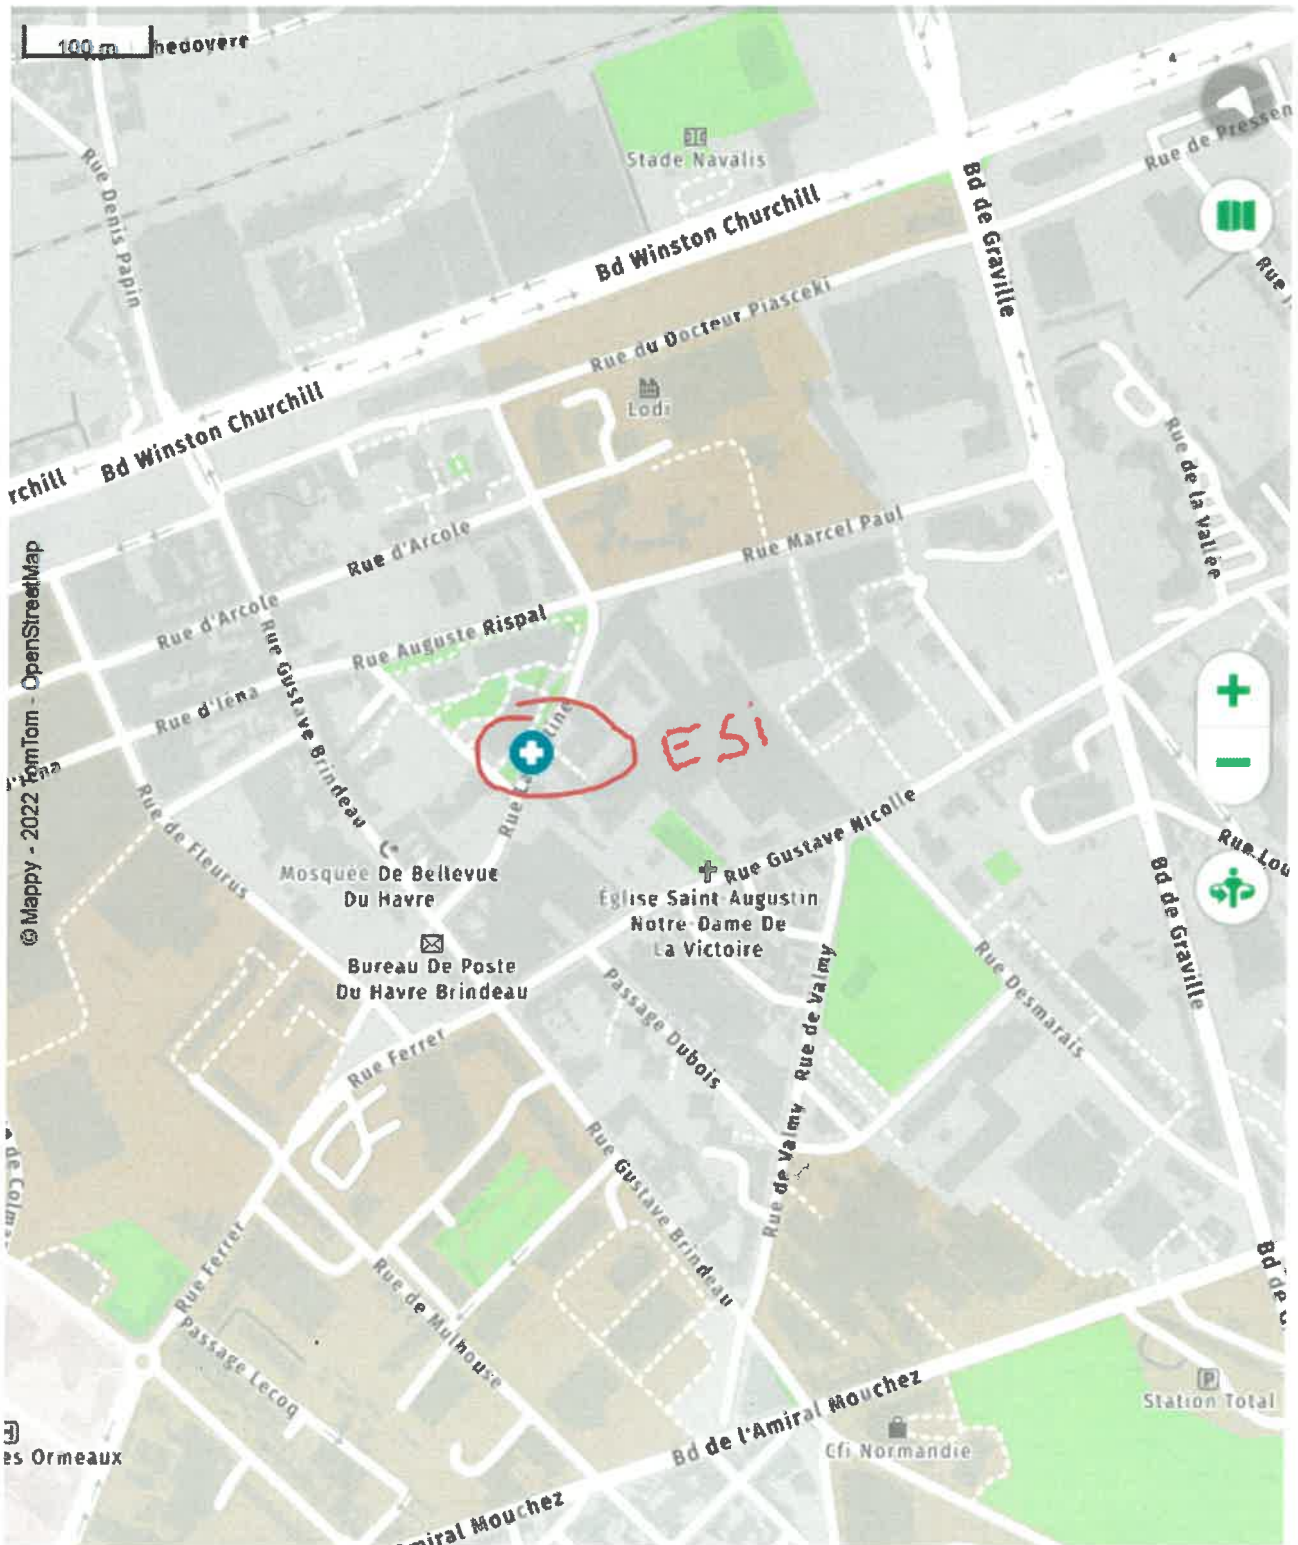 100 m
Rue Denis Papin
Stade Navalis
Rue de Pressen
Bd Winston Churchill
Bd de Graville
Rue du Docteur Piasceki
Lodi
Bd Winston Churchill
rchill
Rue de la Vallée
Rue Marcel Paul
Rue d'Arcole
Rue d'Arcole
Rue Auguste Rispal
Rue d'Iéna
Rue Gustave Brindeau
ESi
© Mappy - 2022 TomTom - OpenStreetMap
Rue de Fleurus
Rue Gustave Nicolle
Rue Lou
Mosquée De Bellevue
Du Havre
Église Saint Augustin
Notre-Dame De
La Victoire
Bd de Graville
Bureau De Poste
Du Havre Brindeau
Passage Dubois
Rue de Valmy
Rue Desmarais
Rue Ferrer
Rue de Valmy
Rue Gustave Brindeau
Rue Ferrer
Rue de Mulhouse
Passage Lecoq
Bd de l'Amiral Mouchez
P
Station Total
Cfi Normandie
es Ormeaux
miral Mouchez